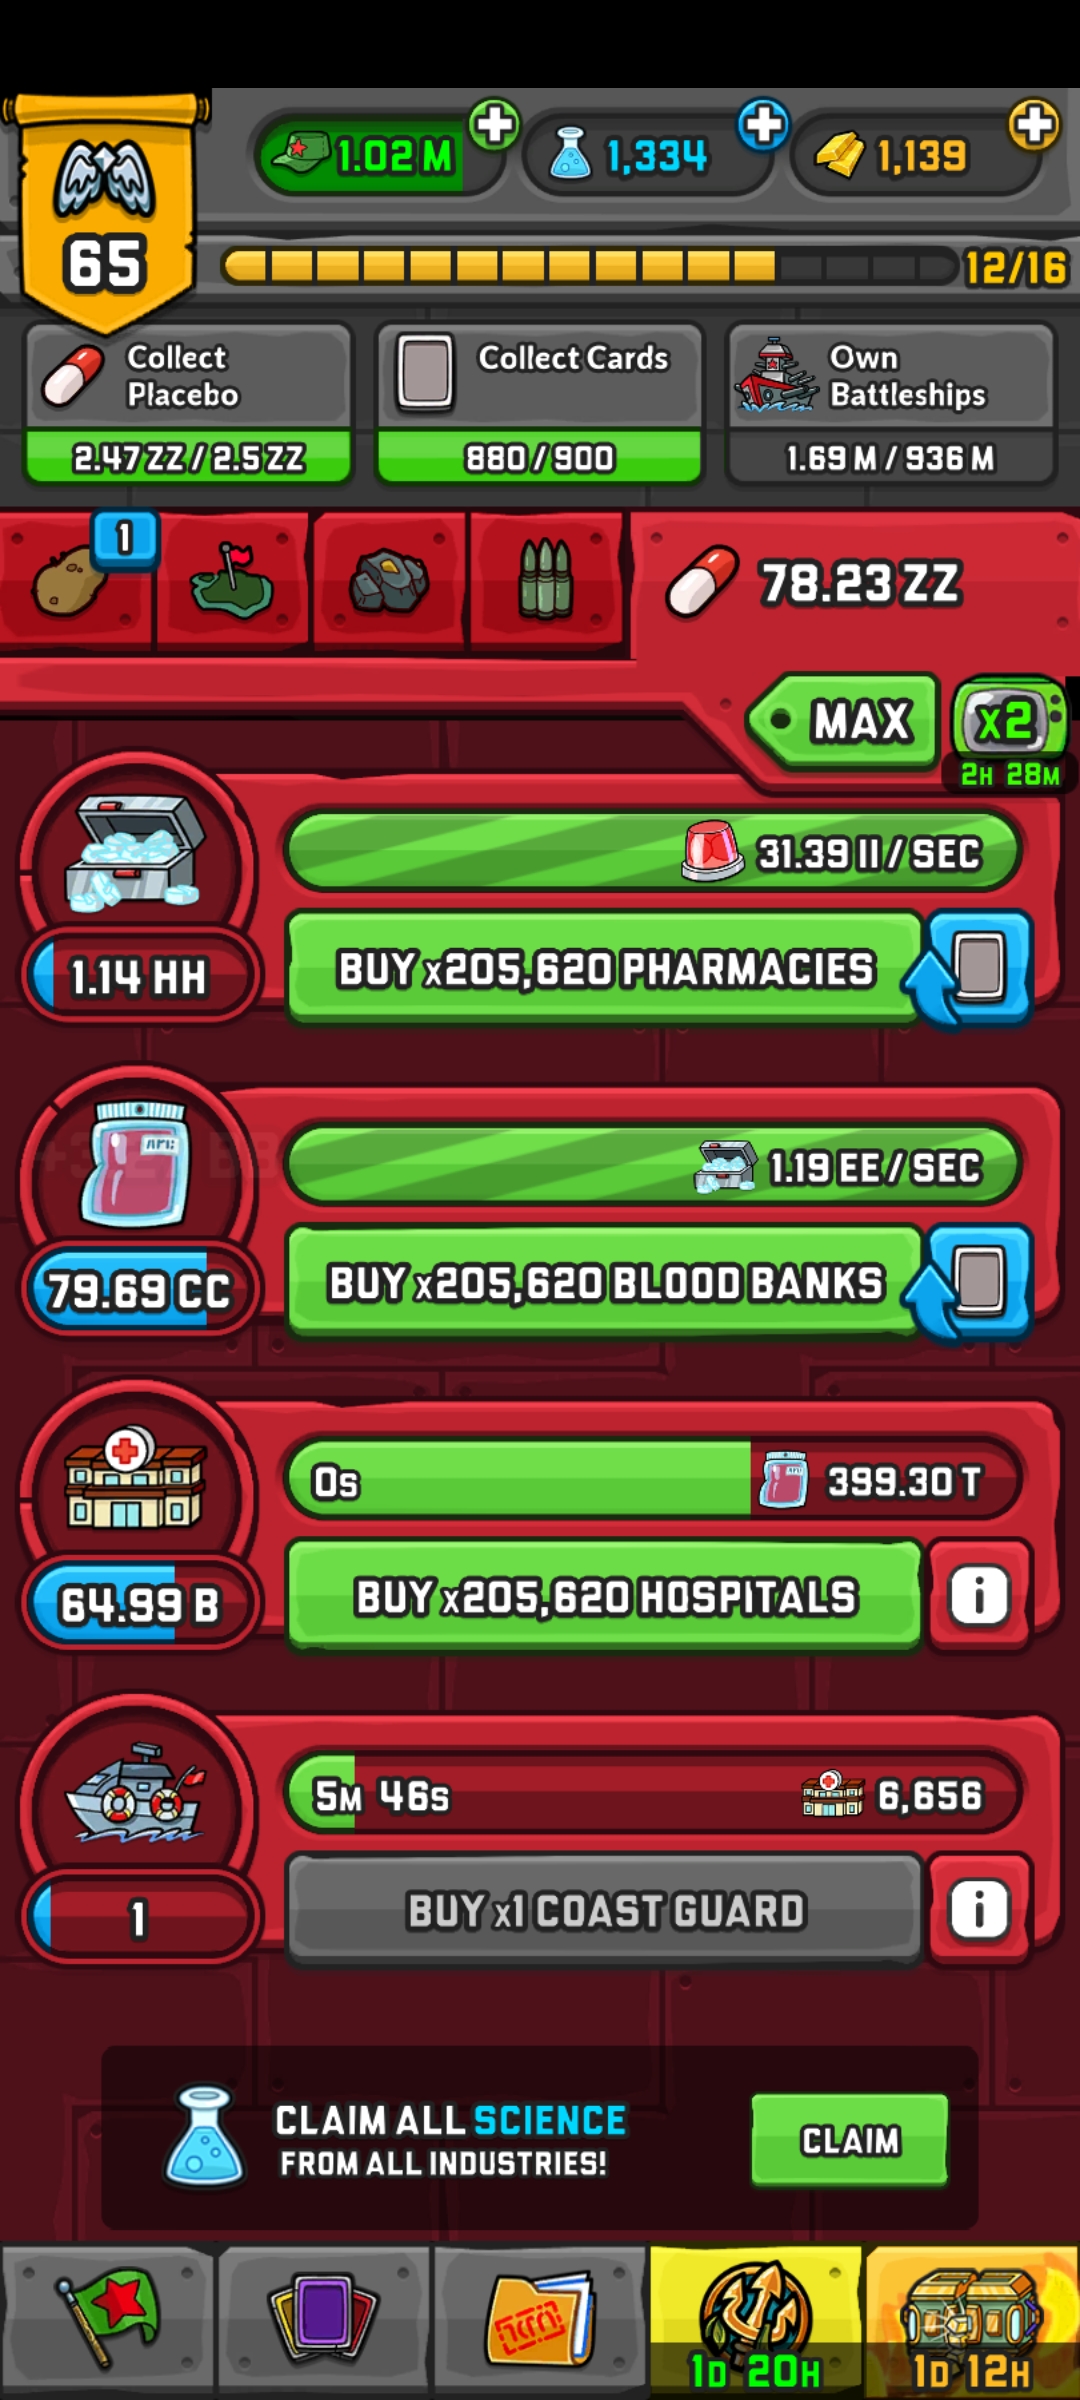 1.02 M
1,334
1,139
65
12/16
Collect
Placebo
2.47 ZZ / 2.5 ZZ
Collect Cards
880 / 900
Own
Battleships
1.69 M / 936 M
1
78.23 ZZ
MAX
x2
2H 28M
31.39 II / SEC
1.14 HH
BUY x205,620 PHARMACIES
1.19 EE / SEC
79.69 CC
BUY x205,620 BLOOD BANKS
0s
399.30 T
64.99 B
BUY x205,620 HOSPITALS
i
5M 46s
6,656
1
BUY x1 COAST GUARD
i
CLAIM ALL SCIENCE
FROM ALL INDUSTRIES!
CLAIM
1D 20H
1D 12H